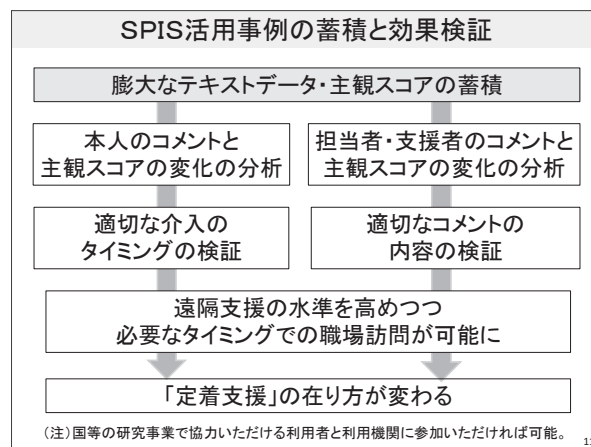 SPIS活用事例の蓄積と効果検証
膨大なテキストデータ・主観スコアの蓄積
本人のコメントと
主観スコアの変化の分析
担当者・支援者のコメントと
主観スコアの変化の分析
適切な介入の
タイミングの検証
適切なコメントの
内容の検証
遠隔支援の水準を高めつつ
必要なタイミングでの職場訪問が可能に
「定着支援」の在り方が変わる
（注）国等の研究事業で協力いただける利用者と利用機関に参加いただければ可能。